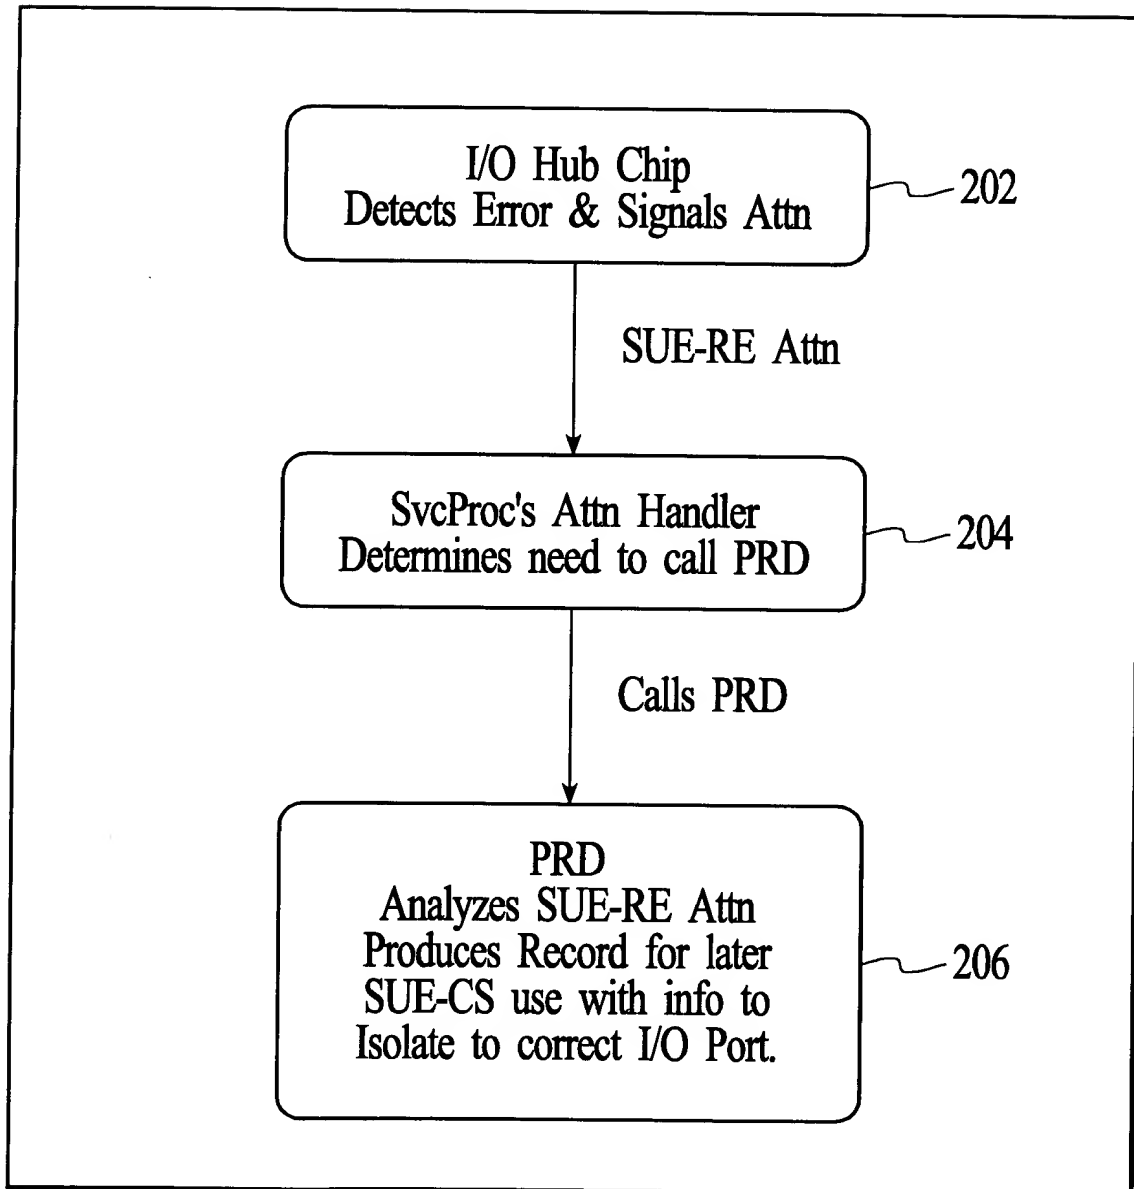 I/O Hub Chip
Detects Error & Signals Attn
202
SUE-RE Attn
SvcProc's Attn Handler
Determines need to call PRD
204
Calls PRD
PRD
Analyzes SUE-RE Attn
Produces Record for later
SUE-CS use with info to
Isolate to correct I/O Port.
206